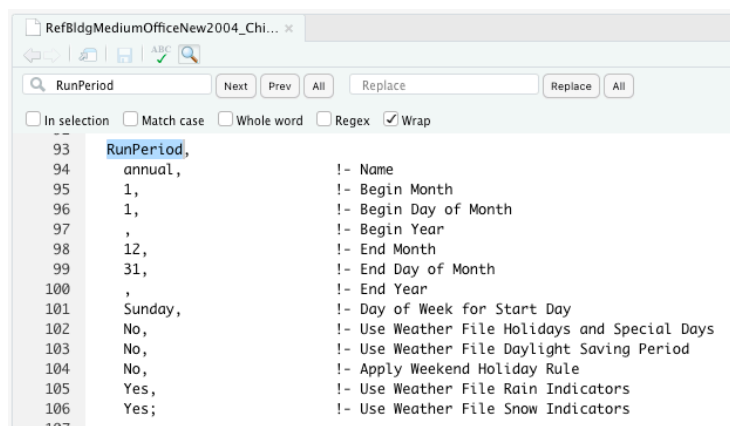 RefBldgMediumOfficeNew2004_Chi... ×
ABC
RunPeriod Next Prev All Replace Replace All
In selection Match case Whole word Regex Wrap
93 RunPeriod,
94 annual, !- Name
95 1, !- Begin Month
96 1, !- Begin Day of Month
97 , !- Begin Year
98 12, !- End Month
99 31, !- End Day of Month
100 , !- End Year
101 Sunday, !- Day of Week for Start Day
102 No, !- Use Weather File Holidays and Special Days
103 No, !- Use Weather File Daylight Saving Period
104 No, !- Apply Weekend Holiday Rule
105 Yes, !- Use Weather File Rain Indicators
106 Yes; !- Use Weather File Snow Indicators